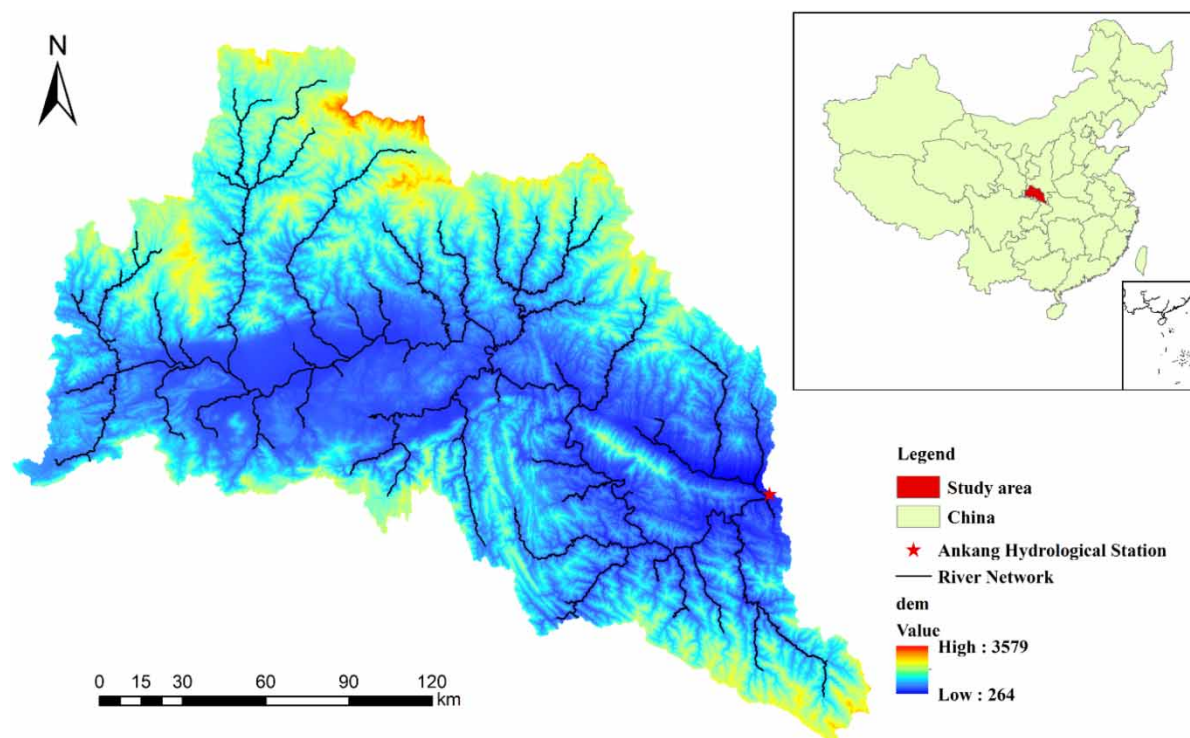 N
Legend
Study area
China
Ankang Hydrological Station
River Network
dem
Value
High : 3579
Low : 264
0 15 30 60 90 120
km